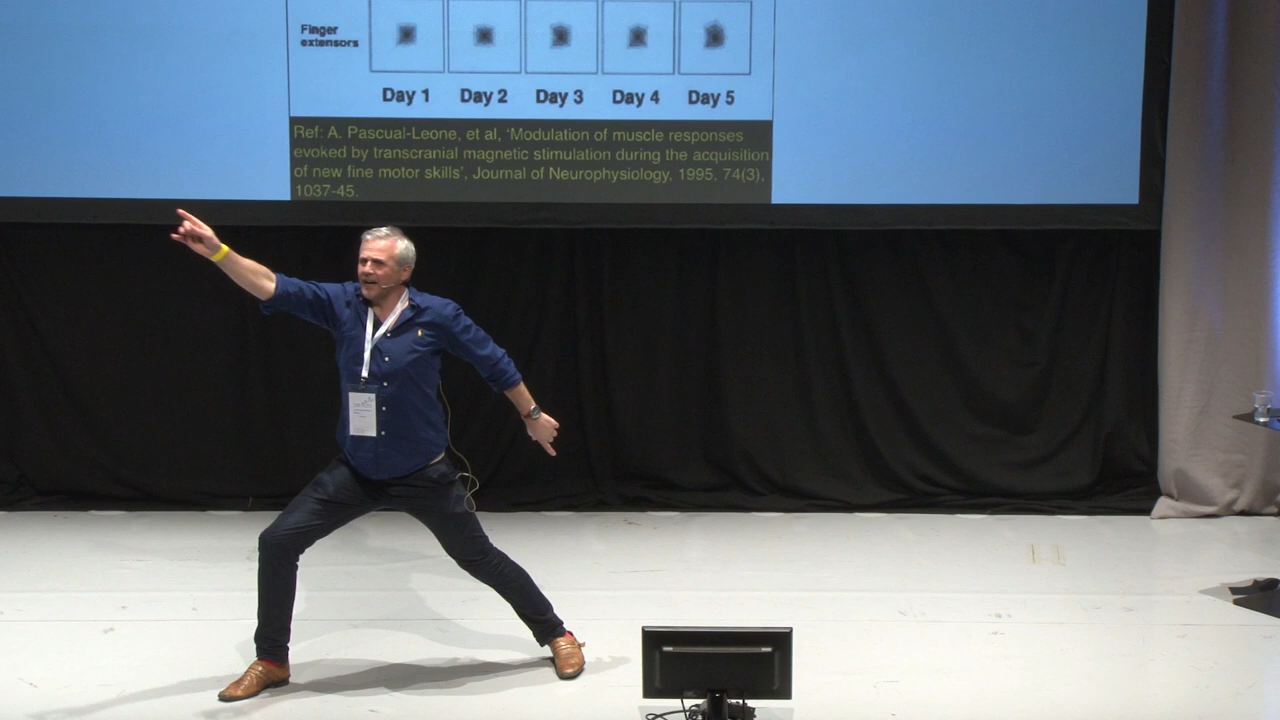 Finger
extensors
Day 1 Day 2 Day 3 Day 4 Day 5
Ref: A. Pascual-Leone, et al, ‘Modulation of muscle responses
evoked by transcranial magnetic stimulation during the acquisition
of new fine motor skills’, Journal of Neurophysiology, 1995, 74(3),
1037-45.